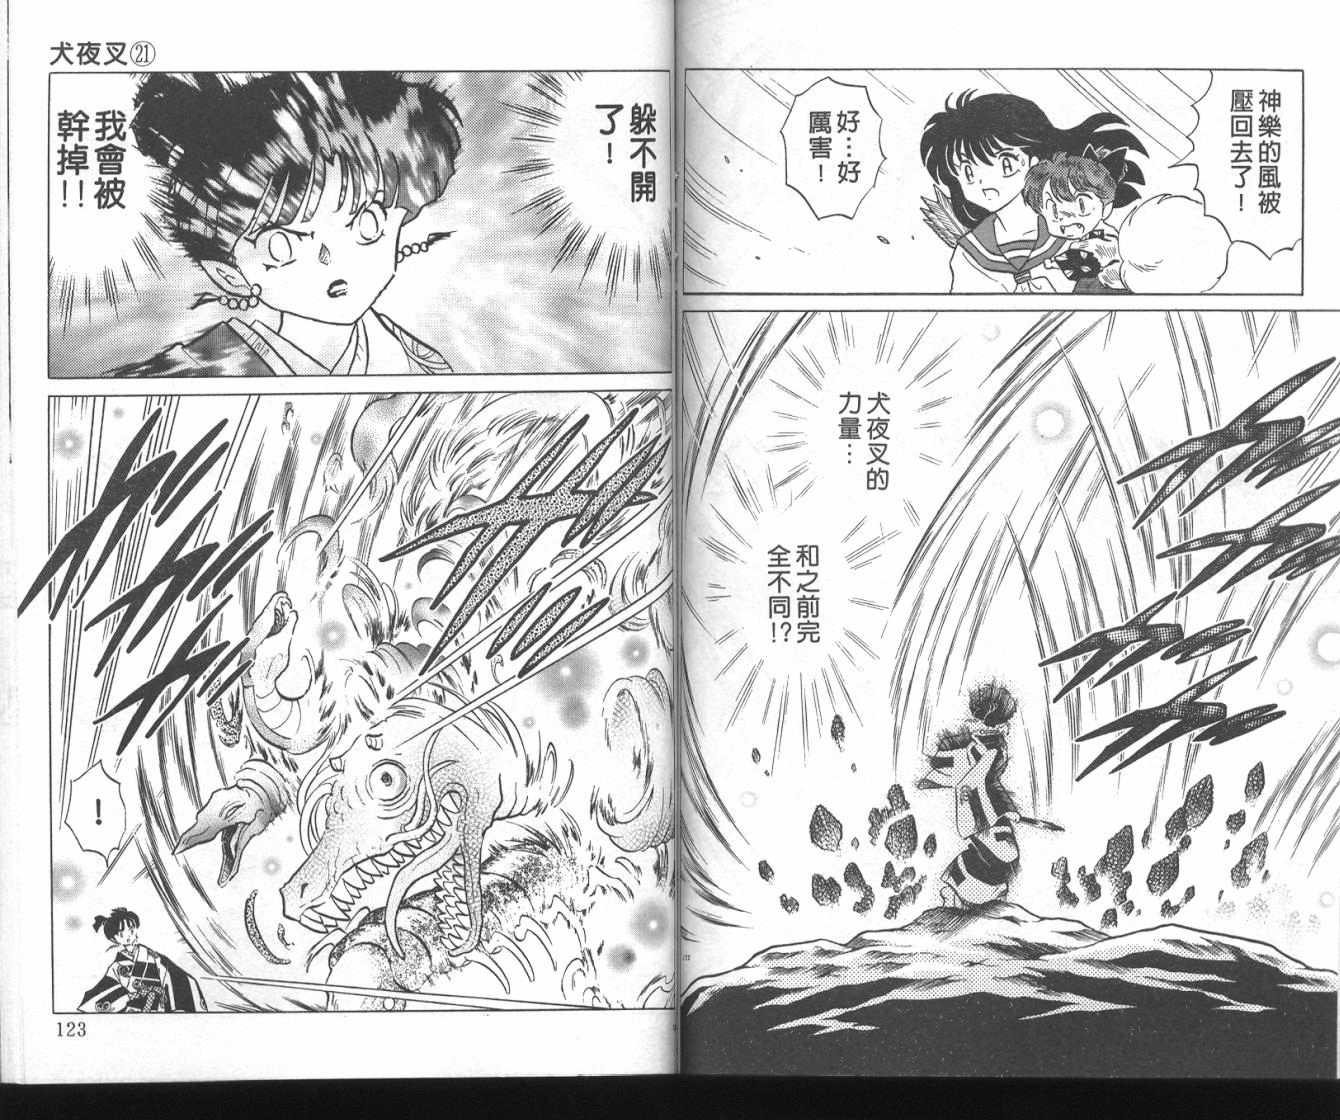 神樂的風被
壓回去了！
好…好
厲害！
犬夜叉的
力量…
和之前完
全不同!?
犬夜叉㉑
躲不開
了！
我會被
幹掉!!
！
123